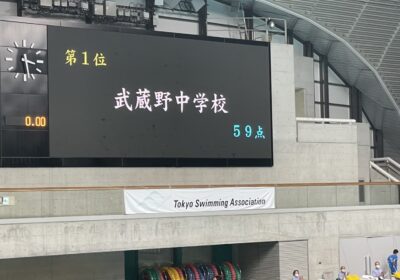 第1位
武蔵野中学校
59点
0.00
Tokyo Swimming Association